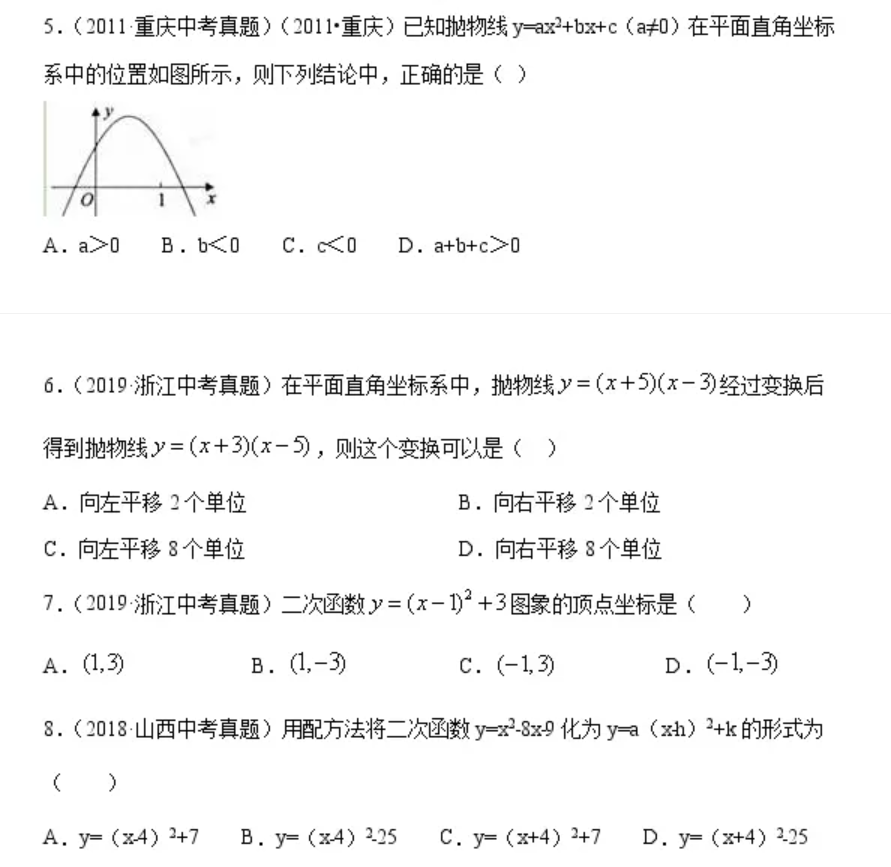 5.（2011·重庆中考真题）（2011•重庆）已知抛物线 y=ax²+bx+c（a≠0）在平面直角坐标
系中的位置如图所示，则下列结论中，正确的是（ ）
y
O 1 x
A．a＞0 B．b＜0 C．c＜0 D．a+b+c＞0
6.（2019·浙江中考真题）在平面直角坐标系中，抛物线 y=(x+5)(x-3)经过变换后
得到抛物线 y=(x+3)(x-5)，则这个变换可以是（ ）
A．向左平移 2 个单位 B．向右平移 2 个单位
C．向左平移 8 个单位 D．向右平移 8 个单位
7.（2019·浙江中考真题）二次函数 y=(x-1)²+3 图象的顶点坐标是（ ）
A．(1,3) B．(1,-3) C．(-1,3) D．(-1,-3)
8.（2018·山西中考真题）用配方法将二次函数 y=x²-8x-9 化为 y=a（x-h）²+k 的形式为
（ ）
A．y=（x-4）²+7 B．y=（x-4）²-25 C．y=（x+4）²+7 D．y=（x+4）²-25